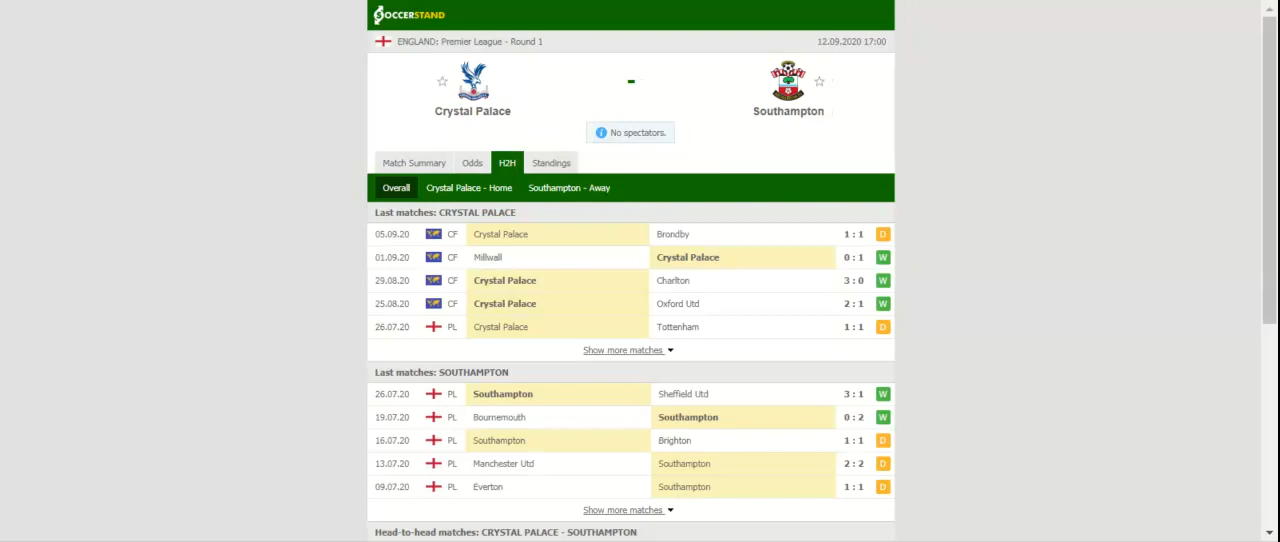 SOCCERSTAND
ENGLAND: Premier League - Round 1 12.09.2020 17:00
-
Crystal Palace Southampton
No spectators.
Match Summary Odds H2H Standings
Overall Crystal Palace - Home Southampton - Away
Last matches: CRYSTAL PALACE
05.09.20 CF Crystal Palace Brondby 1 : 1 D
01.09.20 CF Millwall Crystal Palace 0 : 1 W
29.08.20 CF Crystal Palace Charlton 3 : 0 W
25.08.20 CF Crystal Palace Oxford Utd 2 : 1 W
26.07.20 PL Crystal Palace Tottenham 1 : 1 D
Show more matches
Last matches: SOUTHAMPTON
26.07.20 PL Southampton Sheffield Utd 3 : 1 W
19.07.20 PL Bournemouth Southampton 0 : 2 W
16.07.20 PL Southampton Brighton 1 : 1 D
13.07.20 PL Manchester Utd Southampton 2 : 2 D
09.07.20 PL Everton Southampton 1 : 1 D
Show more matches
Head-to-head matches: CRYSTAL PALACE - SOUTHAMPTON